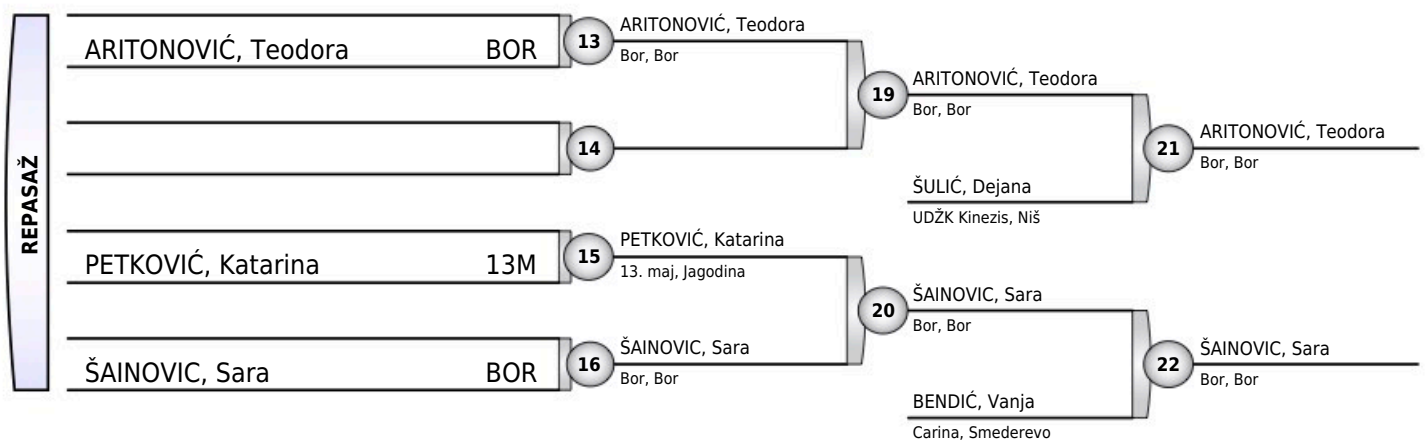 REPASAŽ
ARITONOVIĆ, Teodora BOR
13
ARITONOVIĆ, Teodora
Bor, Bor
14
19
ARITONOVIĆ, Teodora
Bor, Bor
ŠULIĆ, Dejana
UDŽK Kinezis, Niš
21
ARITONOVIĆ, Teodora
Bor, Bor
PETKOVIĆ, Katarina 13M
15
PETKOVIĆ, Katarina
13. maj, Jagodina
ŠAINOVIC, Sara BOR
16
ŠAINOVIC, Sara
Bor, Bor
20
ŠAINOVIC, Sara
Bor, Bor
BENDIĆ, Vanja
Carina, Smederevo
22
ŠAINOVIC, Sara
Bor, Bor